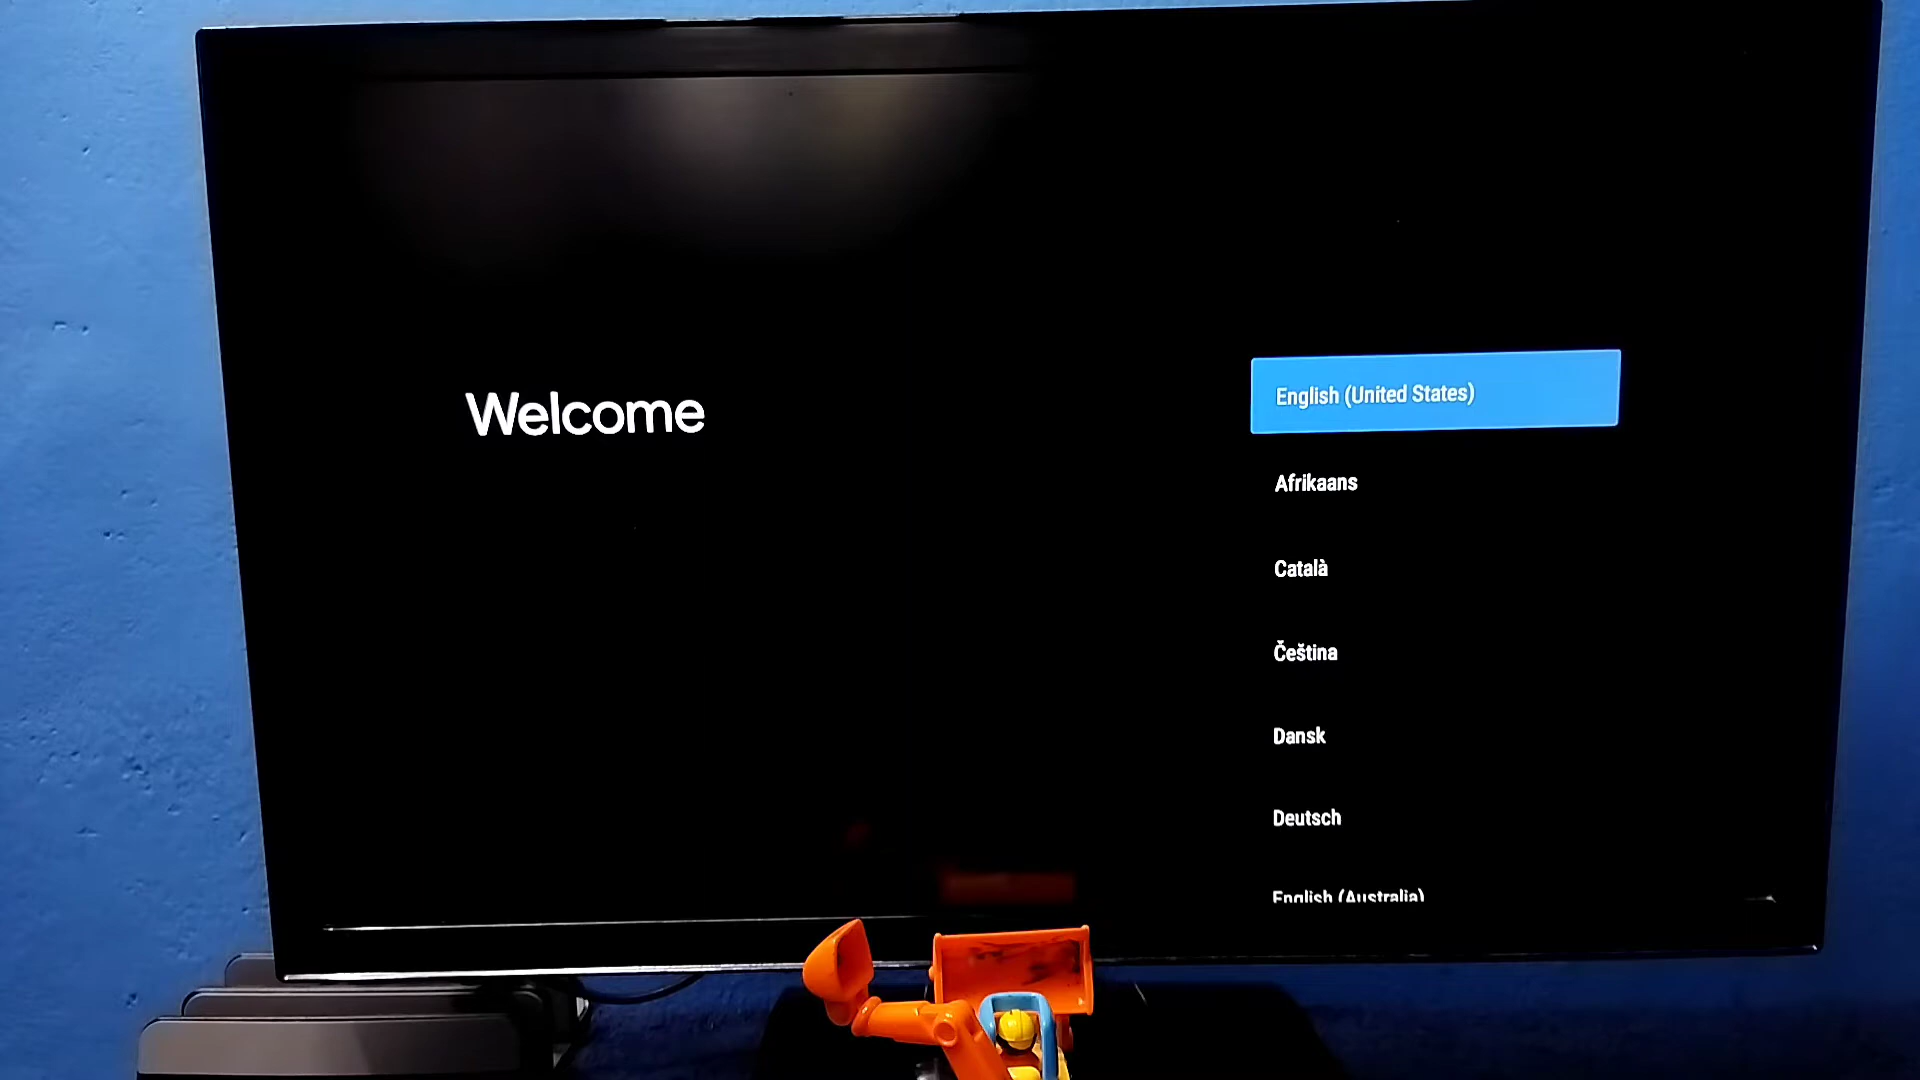 Welcome
English (United States)
Afrikaans
Català
Čeština
Dansk
Deutsch
English (Australia)